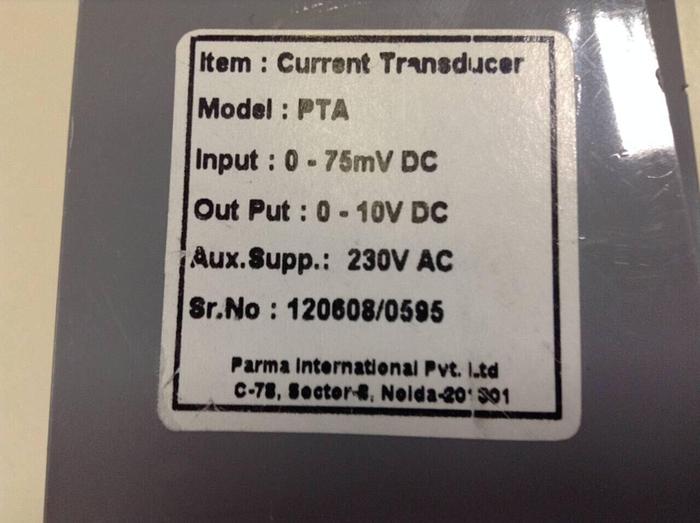 Item : Current Transducer
Model : PTA
Input : 0 - 75mV DC
Out Put : 0 - 10V DC
Aux.Supp.: 230V AC
Sr.No : 120608/0595
Parma International Pvt. Ltd
C-78, Sector-8, Noida-201301